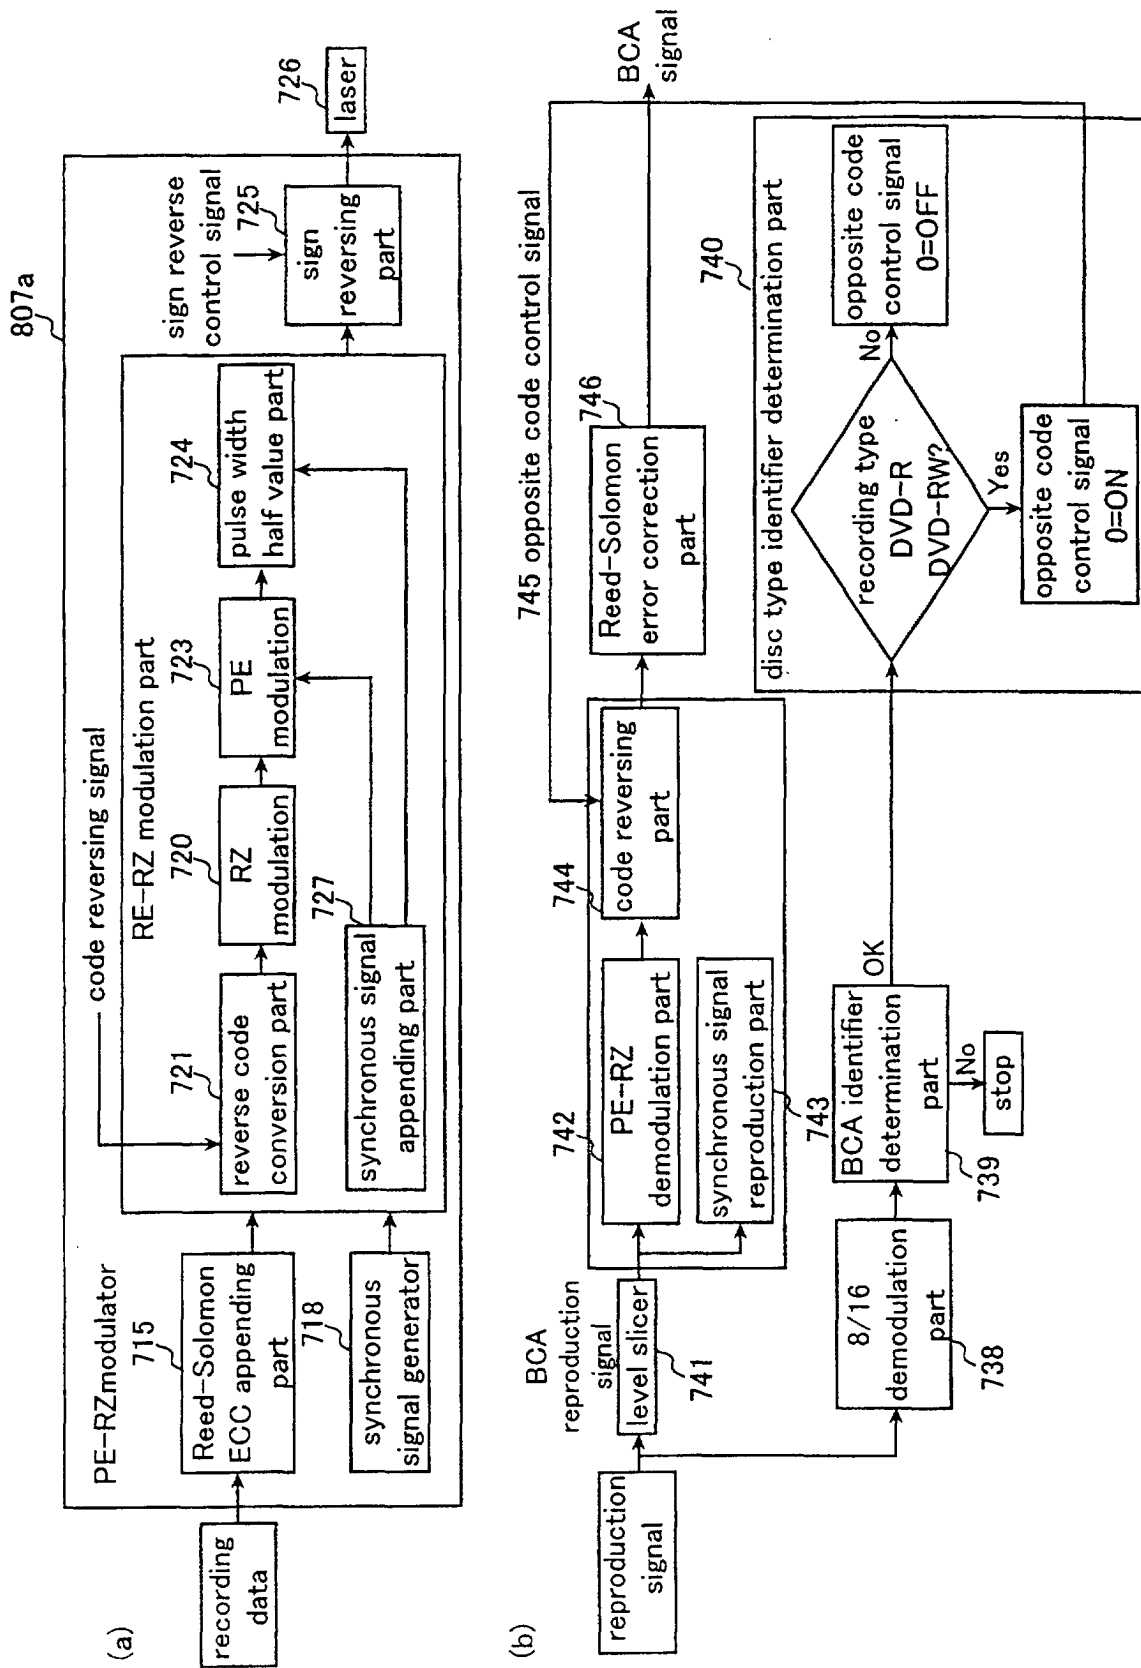 (a)
807a
PE-RZmodulator
recording
data
715
Reed-Solomon
ECC appending
part
718
synchronous
signal generator
code reversing signal
RE-RZ modulation part
721
reverse code
conversion part
720
RZ
modulation
723
PE
modulation
724
pulse width
half value part
727
synchronous signal
appending part
sign reverse
control signal
725
sign
reversing
part
726
laser
(b)
reproduction
signal
BCA
reproduction
signal
level slicer
741
742
PE-RZ
demodulation part
synchronous signal
reproduction part
743
744
code reversing
part
745 opposite code control signal
746
Reed-Solomon
error correction
part
BCA
signal
8/16
demodulation
part
738
BCA identifier
determination
part
739
OK
No
stop
740
disc type identifier determination part
recording type
DVD-R
DVD-RW?
No
opposite code
control signal
0=OFF
Yes
opposite code
control signal
0=ON